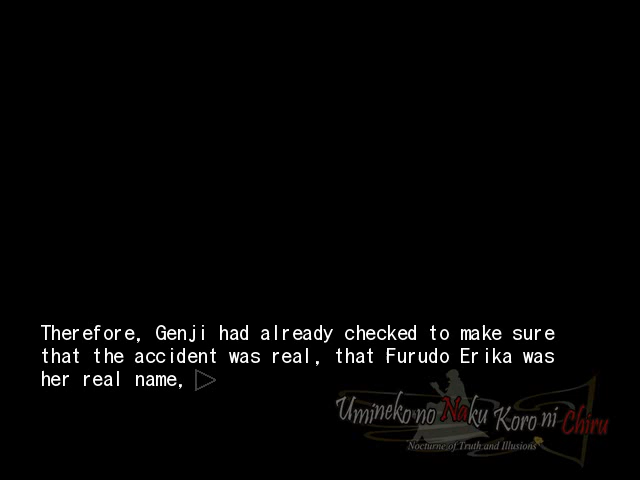 Therefore, Genji had already checked to make sure
that the accident was real, that Furudo Erika was
her real name,
Umineko no Naku Koro ni Chiru
Nocturne of Truth and Illusions